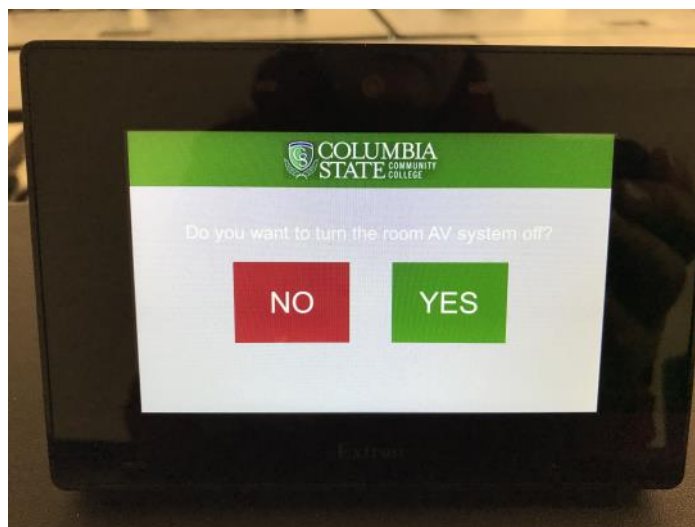 COLUMBIA
STATE COMMUNITY COLLEGE
Do you want to turn the room AV system off?
NO YES
Extron